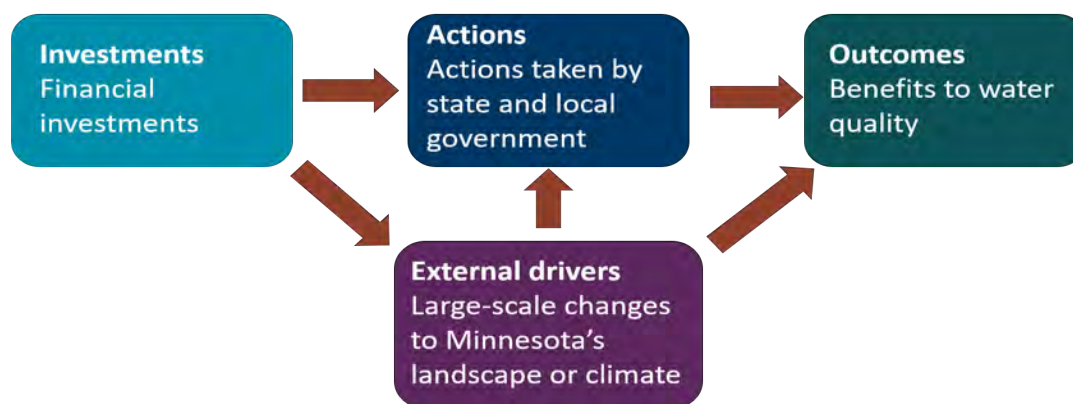 Investments
Financial
investments
Actions
Actions taken by
state and local
government
Outcomes
Benefits to water
quality
External drivers
Large-scale changes
to Minnesota’s
landscape or climate